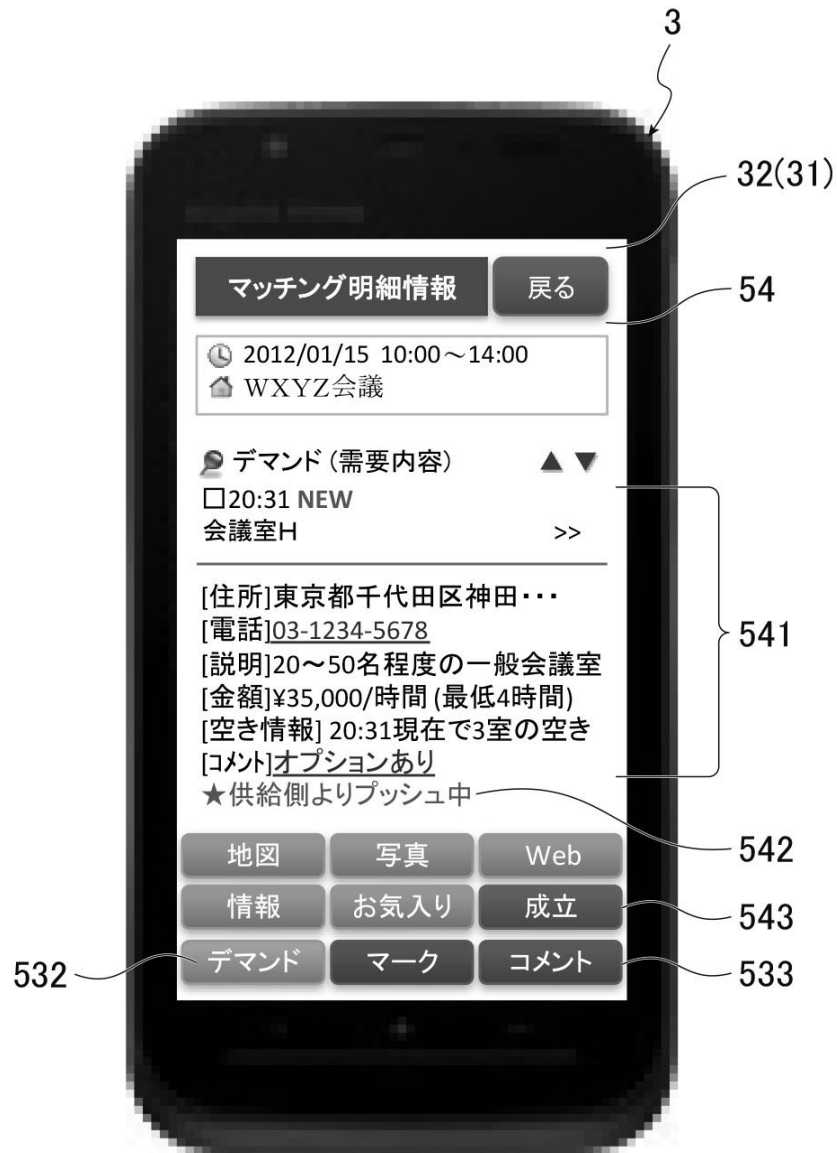 3
32(31)
マッチング明細情報 戻る
54
2012/01/15 10:00～14:00
WXYZ会議
デマンド(需要内容) ▲ ▼
□20:31 NEW
会議室H >>
[住所]東京都千代田区神田･･･
[電話]03-1234-5678
[説明]20～50名程度の一般会議室
541
[金額]¥35,000/時間 (最低4時間)
[空き情報] 20:31現在で3室の空き
[コメント]オプションあり
★供給側よりプッシュ中
地図 写真 Web
542
情報 お気入り 成立
543
532
デマンド マーク コメント
533